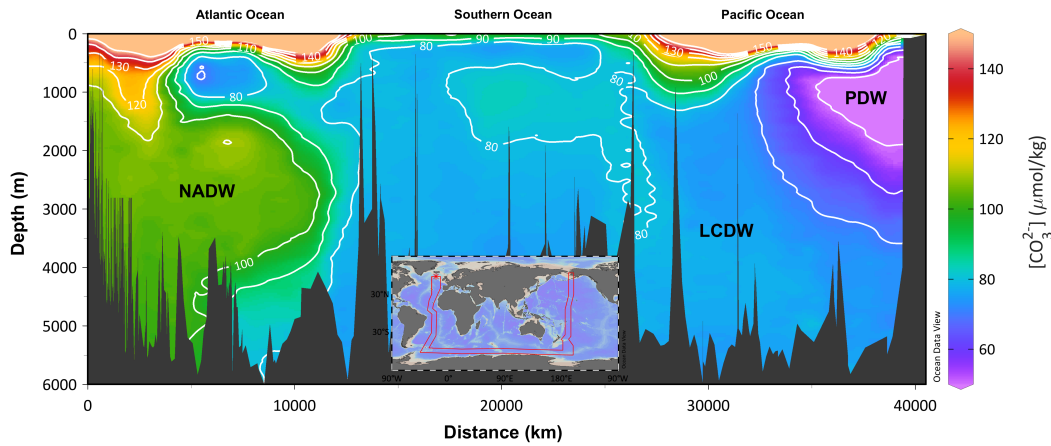 Atlantic Ocean Southern Ocean Pacific Ocean
0
1000
2000
3000
4000
5000
6000
Depth (m)
150 110 140 100 90 90 80 150 140 120
130
120
80
80
80
80
100
100
80
NADW
LCDW
PDW
30°N
30°S
90°W 0° 90°E 180°E 90°W
0 10000 20000 30000 40000
Distance (km)
Ocean Data View
140
120
100
80
60
[CO₃²⁻] (μmol/kg)